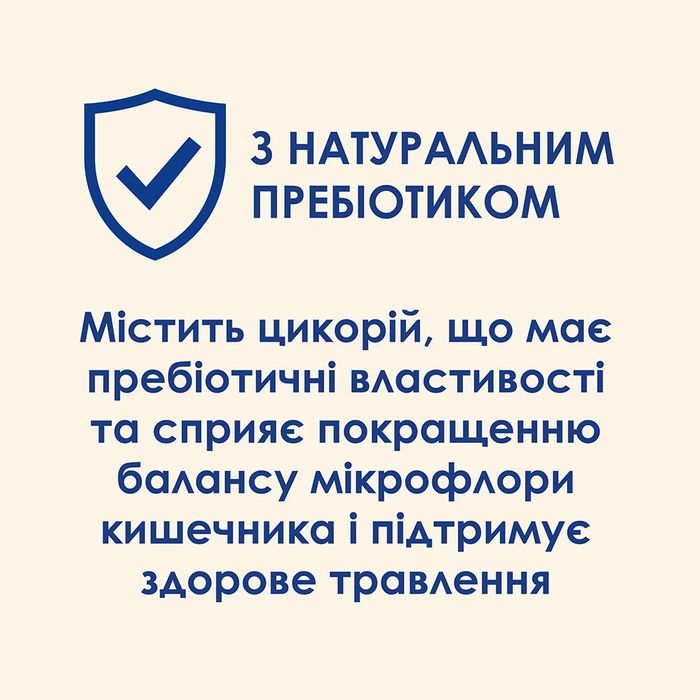 З НАТУРАЛЬНИМ
ПРЕБІОТИКОМ
Містить цикорій, що має
пребіотичні властивості
та сприяє покращенню
балансу мікрофлори
кишечника і підтримує
здорове травлення